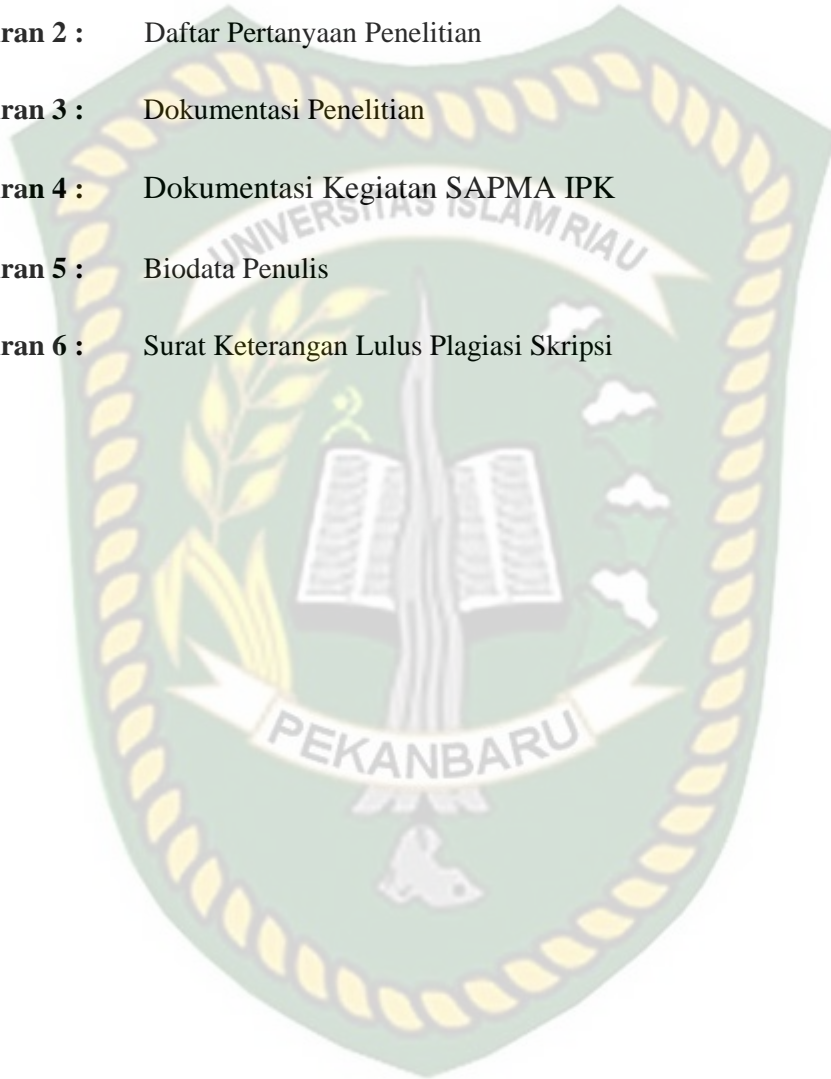 ran 2 : Daftar Pertanyaan Penelitian
ran 3 : Dokumentasi Penelitian
ran 4 : Dokumentasi Kegiatan SAPMA IPK
UNIVERSITAS ISLAM RIAU
ran 5 : Biodata Penulis
ran 6 : Surat Keterangan Lulus Plagiasi Skripsi
PEKANBARU